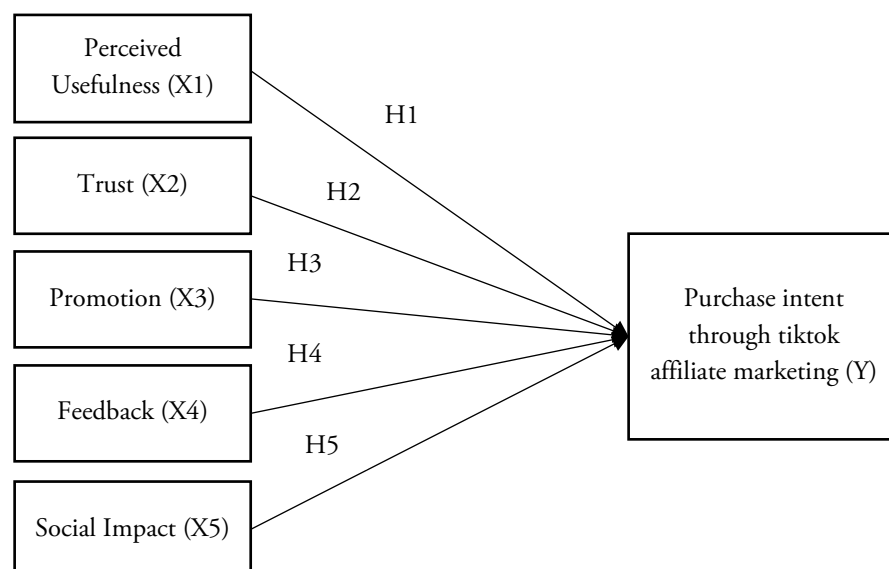 Perceived
Usefulness (X1)
H1
Trust (X2)
H2
H3
Promotion (X3)
Purchase intent
through tiktok
affiliate marketing (Y)
H4
Feedback (X4)
H5
Social Impact (X5)